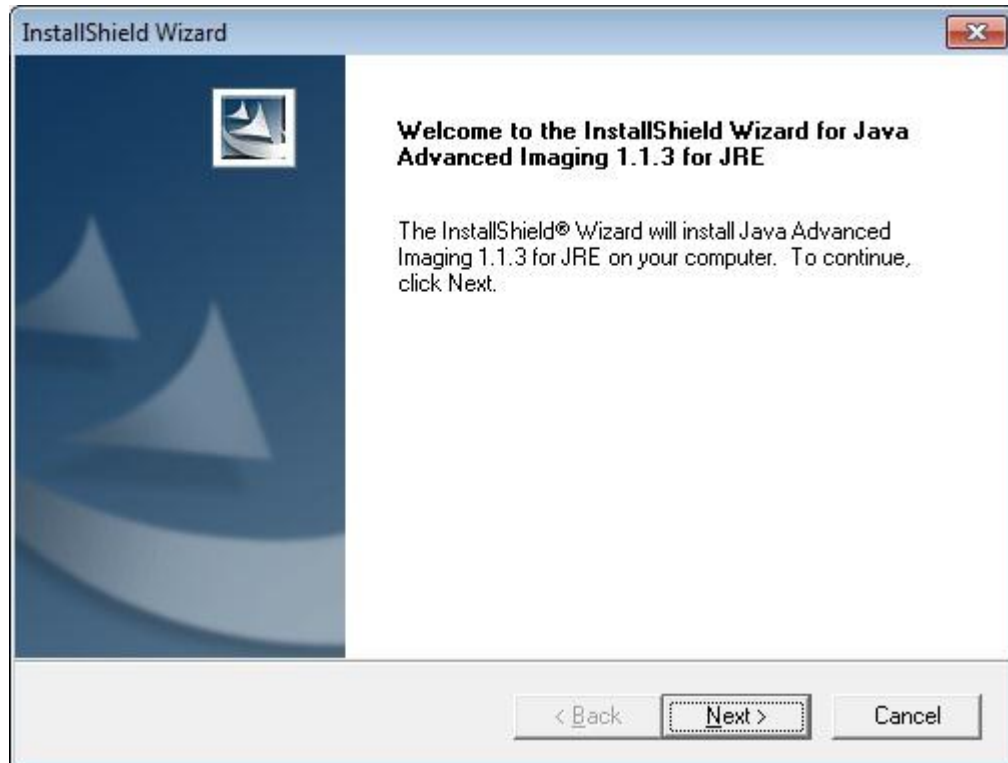 InstallShield Wizard
Welcome to the InstallShield Wizard for Java
Advanced Imaging 1.1.3 for JRE
The InstallShield® Wizard will install Java Advanced
Imaging 1.1.3 for JRE on your computer.  To continue,
click Next.
< Back
Next >
Cancel